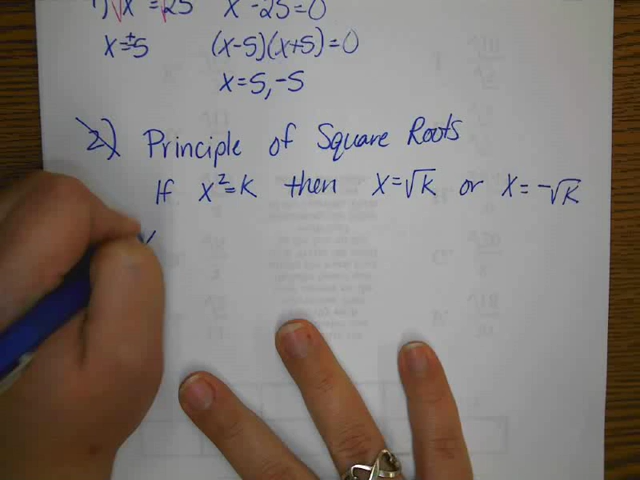 1) √x² = √25 x² - 25 = 0
x = ±5 (x-5)(x+5) = 0
x = 5, -5
2) Principle of Square Roots
If x² = k then x = √k or x = -√k